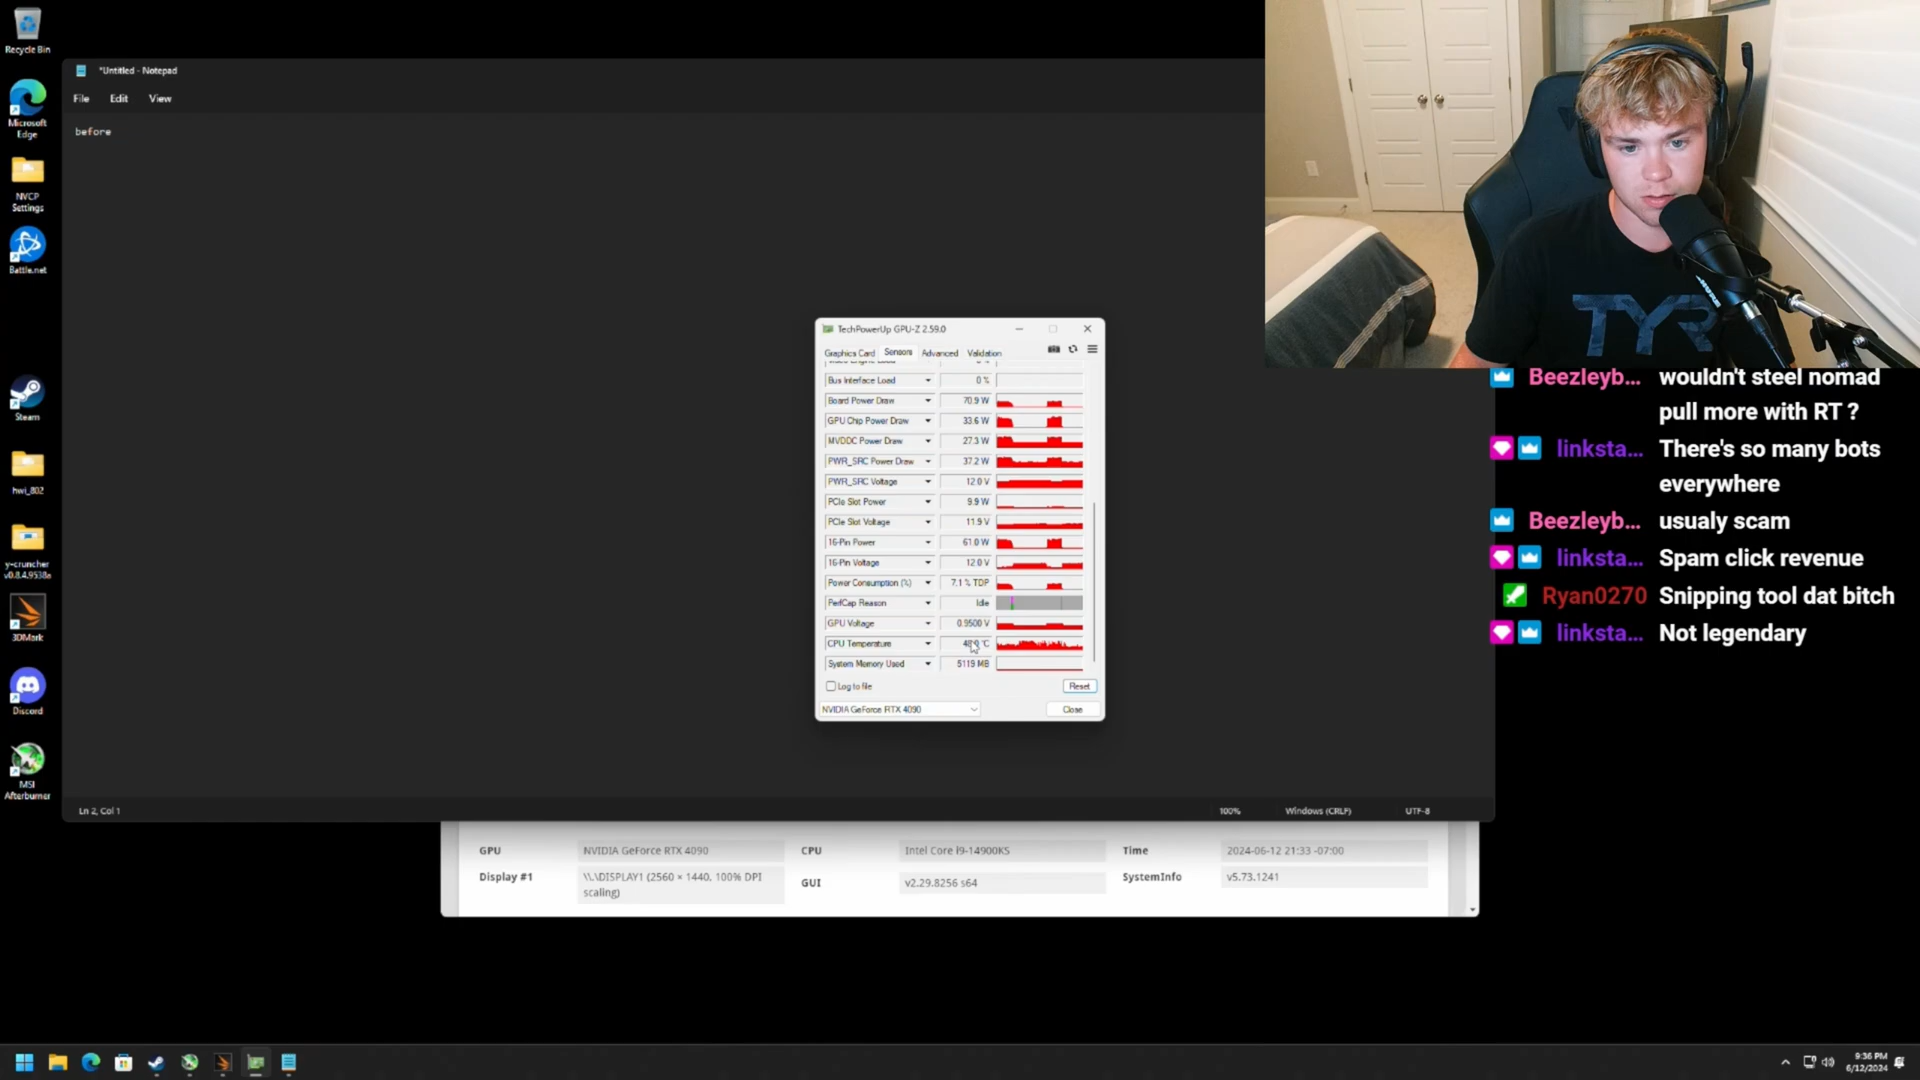 Recycle Bin
Microsoft
Edge
NVCP
Settings
Battle.net
Steam
hwi_802
y-cruncher
v0.8.4.9538a
3DMark
Discord
MSI
Afterburner
*Untitled - Notepad
File Edit View
before
Ln 2, Col 1
100%
Windows (CRLF)
UTF-8
TechPowerUp GPU-Z 2.59.0
Graphics Card Sensors Advanced Validation
Bus Interface Load 0 %
Board Power Draw 70.9 W
GPU Chip Power Draw 33.6 W
MVDDC Power Draw 27.3 W
PWR_SRC Power Draw 37.2 W
PWR_SRC Voltage 12.0 V
PCIe Slot Power 9.9 W
PCIe Slot Voltage 11.9 V
16-Pin Power 61.0 W
16-Pin Voltage 12.0 V
Power Consumption (%) 7.1 % TDP
PerfCap Reason Idle
GPU Voltage 0.9500 V
CPU Temperature °C
System Memory Used 5119 MB
Log to file
Reset
NVIDIA GeForce RTX 4090
Close
GPU NVIDIA GeForce RTX 4090 CPU Intel Core i9-14900KS Time 2024-06-12 21:33 -07:00
Display #1 \\.\DISPLAY1 (2560 × 1440, 100% DPI
scaling)
GUI v2.29.8256 s64
SystemInfo v5.73.1241
TYR
SHURE
Beezleyb... wouldn't steel nomad
pull more with RT ?
linksta... There's so many bots
everywhere
Beezleyb... usualy scam
linksta... Spam click revenue
Ryan0270 Snipping tool dat bitch
linksta... Not legendary
9:36 PM
6/12/2024